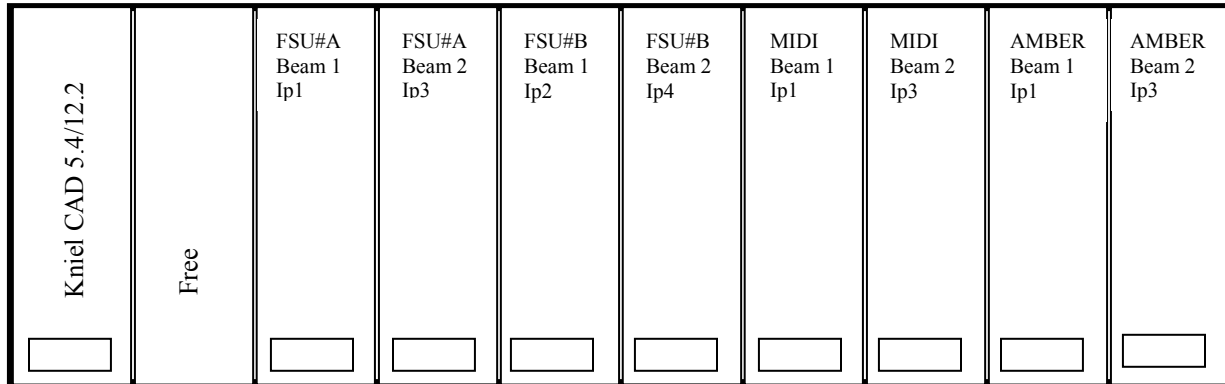 Kniel CAD 5.4/12.2
Free
FSU#A
Beam 1
Ip1
FSU#A
Beam 2
Ip3
FSU#B
Beam 1
Ip2
FSU#B
Beam 2
Ip4
MIDI
Beam 1
Ip1
MIDI
Beam 2
Ip3
AMBER
Beam 1
Ip1
AMBER
Beam 2
Ip3